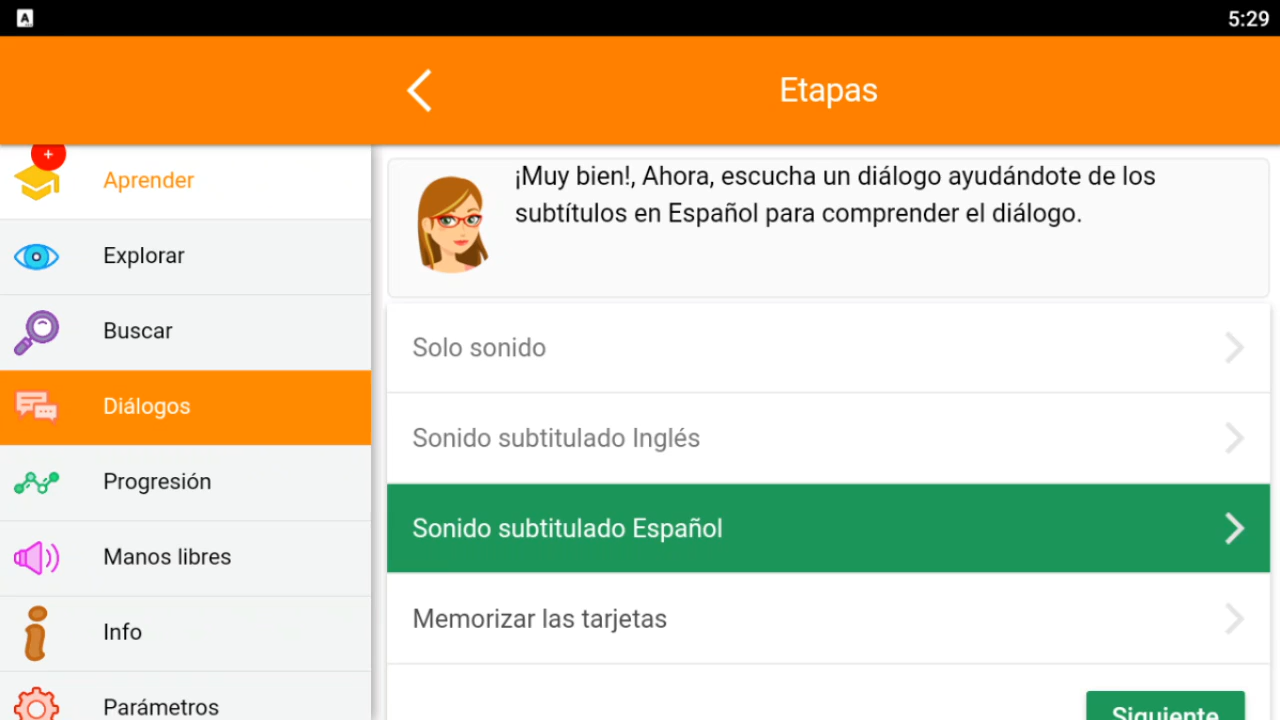 A
5:29
Etapas
+
Aprender
Explorar
Buscar
Diálogos
Progresión
Manos libres
Info
Parámetros
¡Muy bien!, Ahora, escucha un diálogo ayudándote de los
subtítulos en Español para comprender el diálogo.
Solo sonido
Sonido subtitulado Inglés
Sonido subtitulado Español
Memorizar las tarjetas
Siguiente